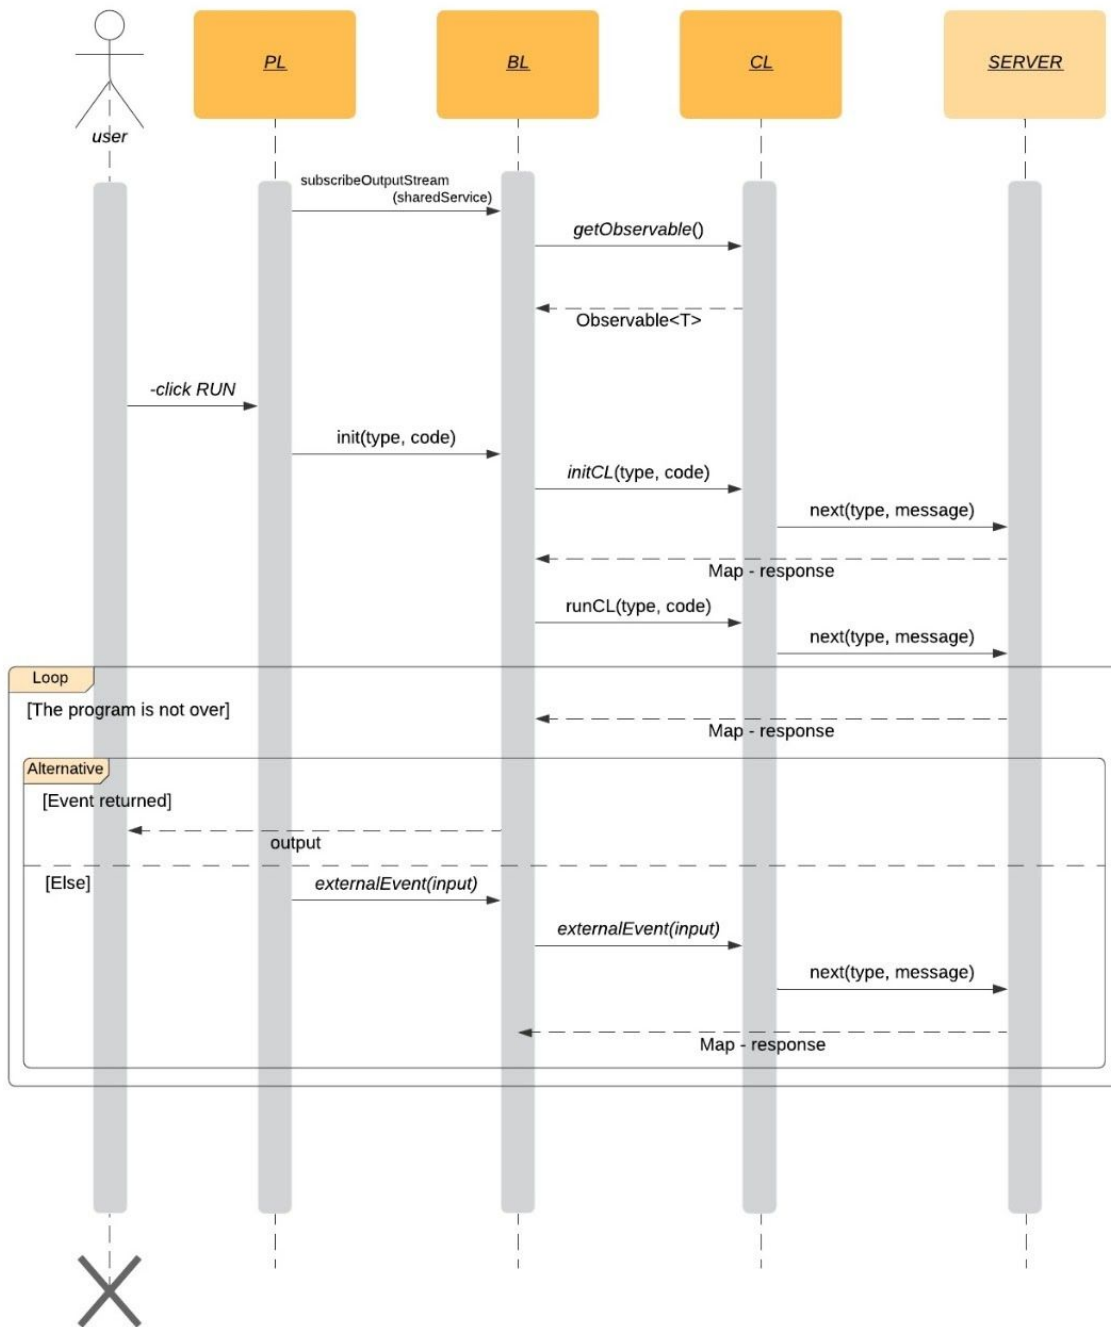 PL
BL
CL
SERVER
user
subscribeOutputStream
(sharedService)
getObservable()
Observable<T>
-click RUN
init(type, code)
initCL(type, code)
next(type, message)
Map - response
runCL(type, code)
next(type, message)
Loop
[The program is not over]
Map - response
Alternative
[Event returned]
output
[Else]
externalEvent(input)
externalEvent(input)
next(type, message)
Map - response